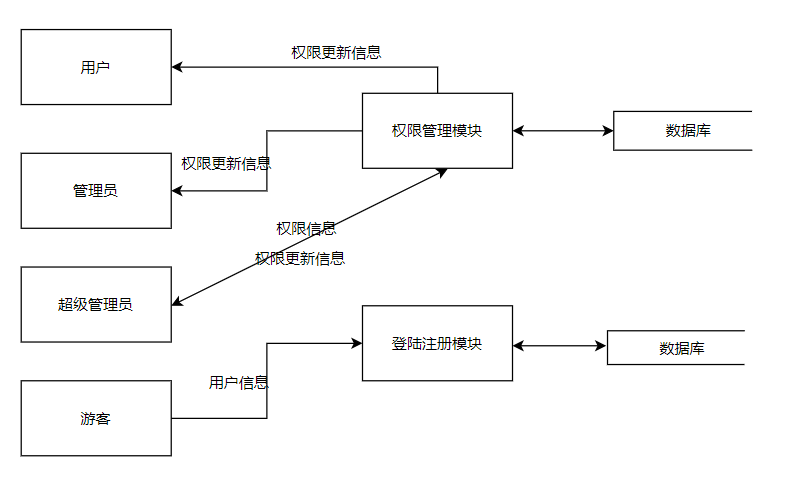 权限更新信息
用户
权限管理模块
数据库
权限更新信息
管理员
权限信息
权限更新信息
超级管理员
登陆注册模块
数据库
用户信息
游客